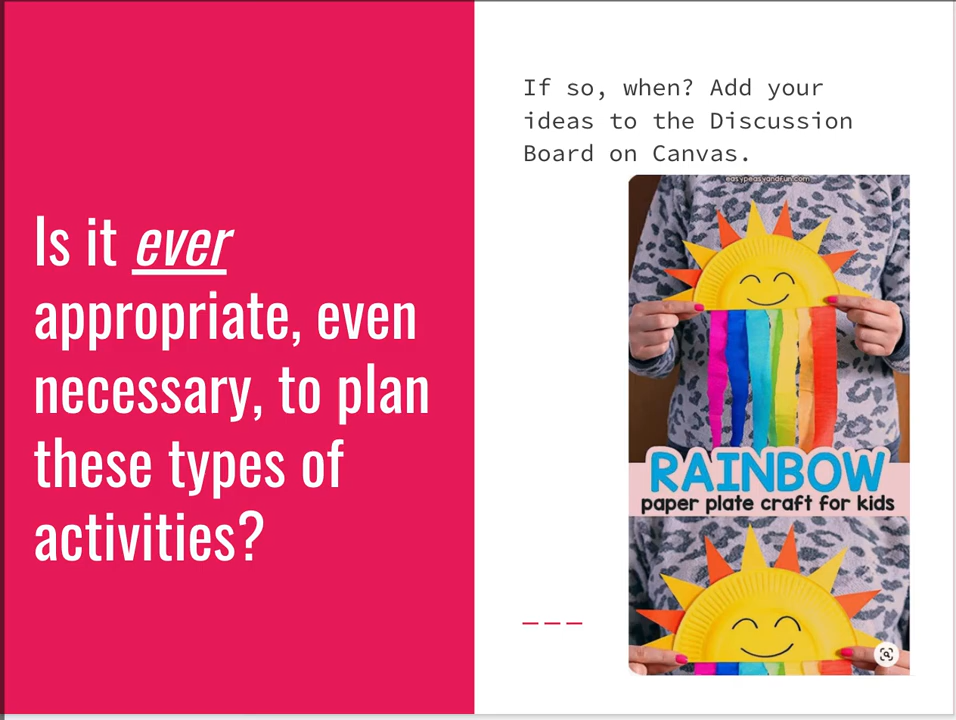 Is it ever
appropriate, even
necessary, to plan
these types of
activities?
If so, when? Add your
ideas to the Discussion
Board on Canvas.
easypeasyandfun.com
RAINBOW
paper plate craft for kids